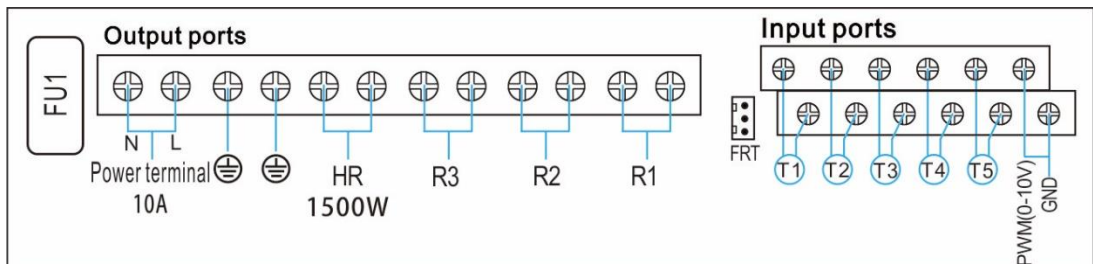 FU1
Output ports
N L
Power terminal
10A
HR
1500W
R3
R2
R1
Input ports
FRT
T1
T2
T3
T4
T5
PWM(0-10V)
GND